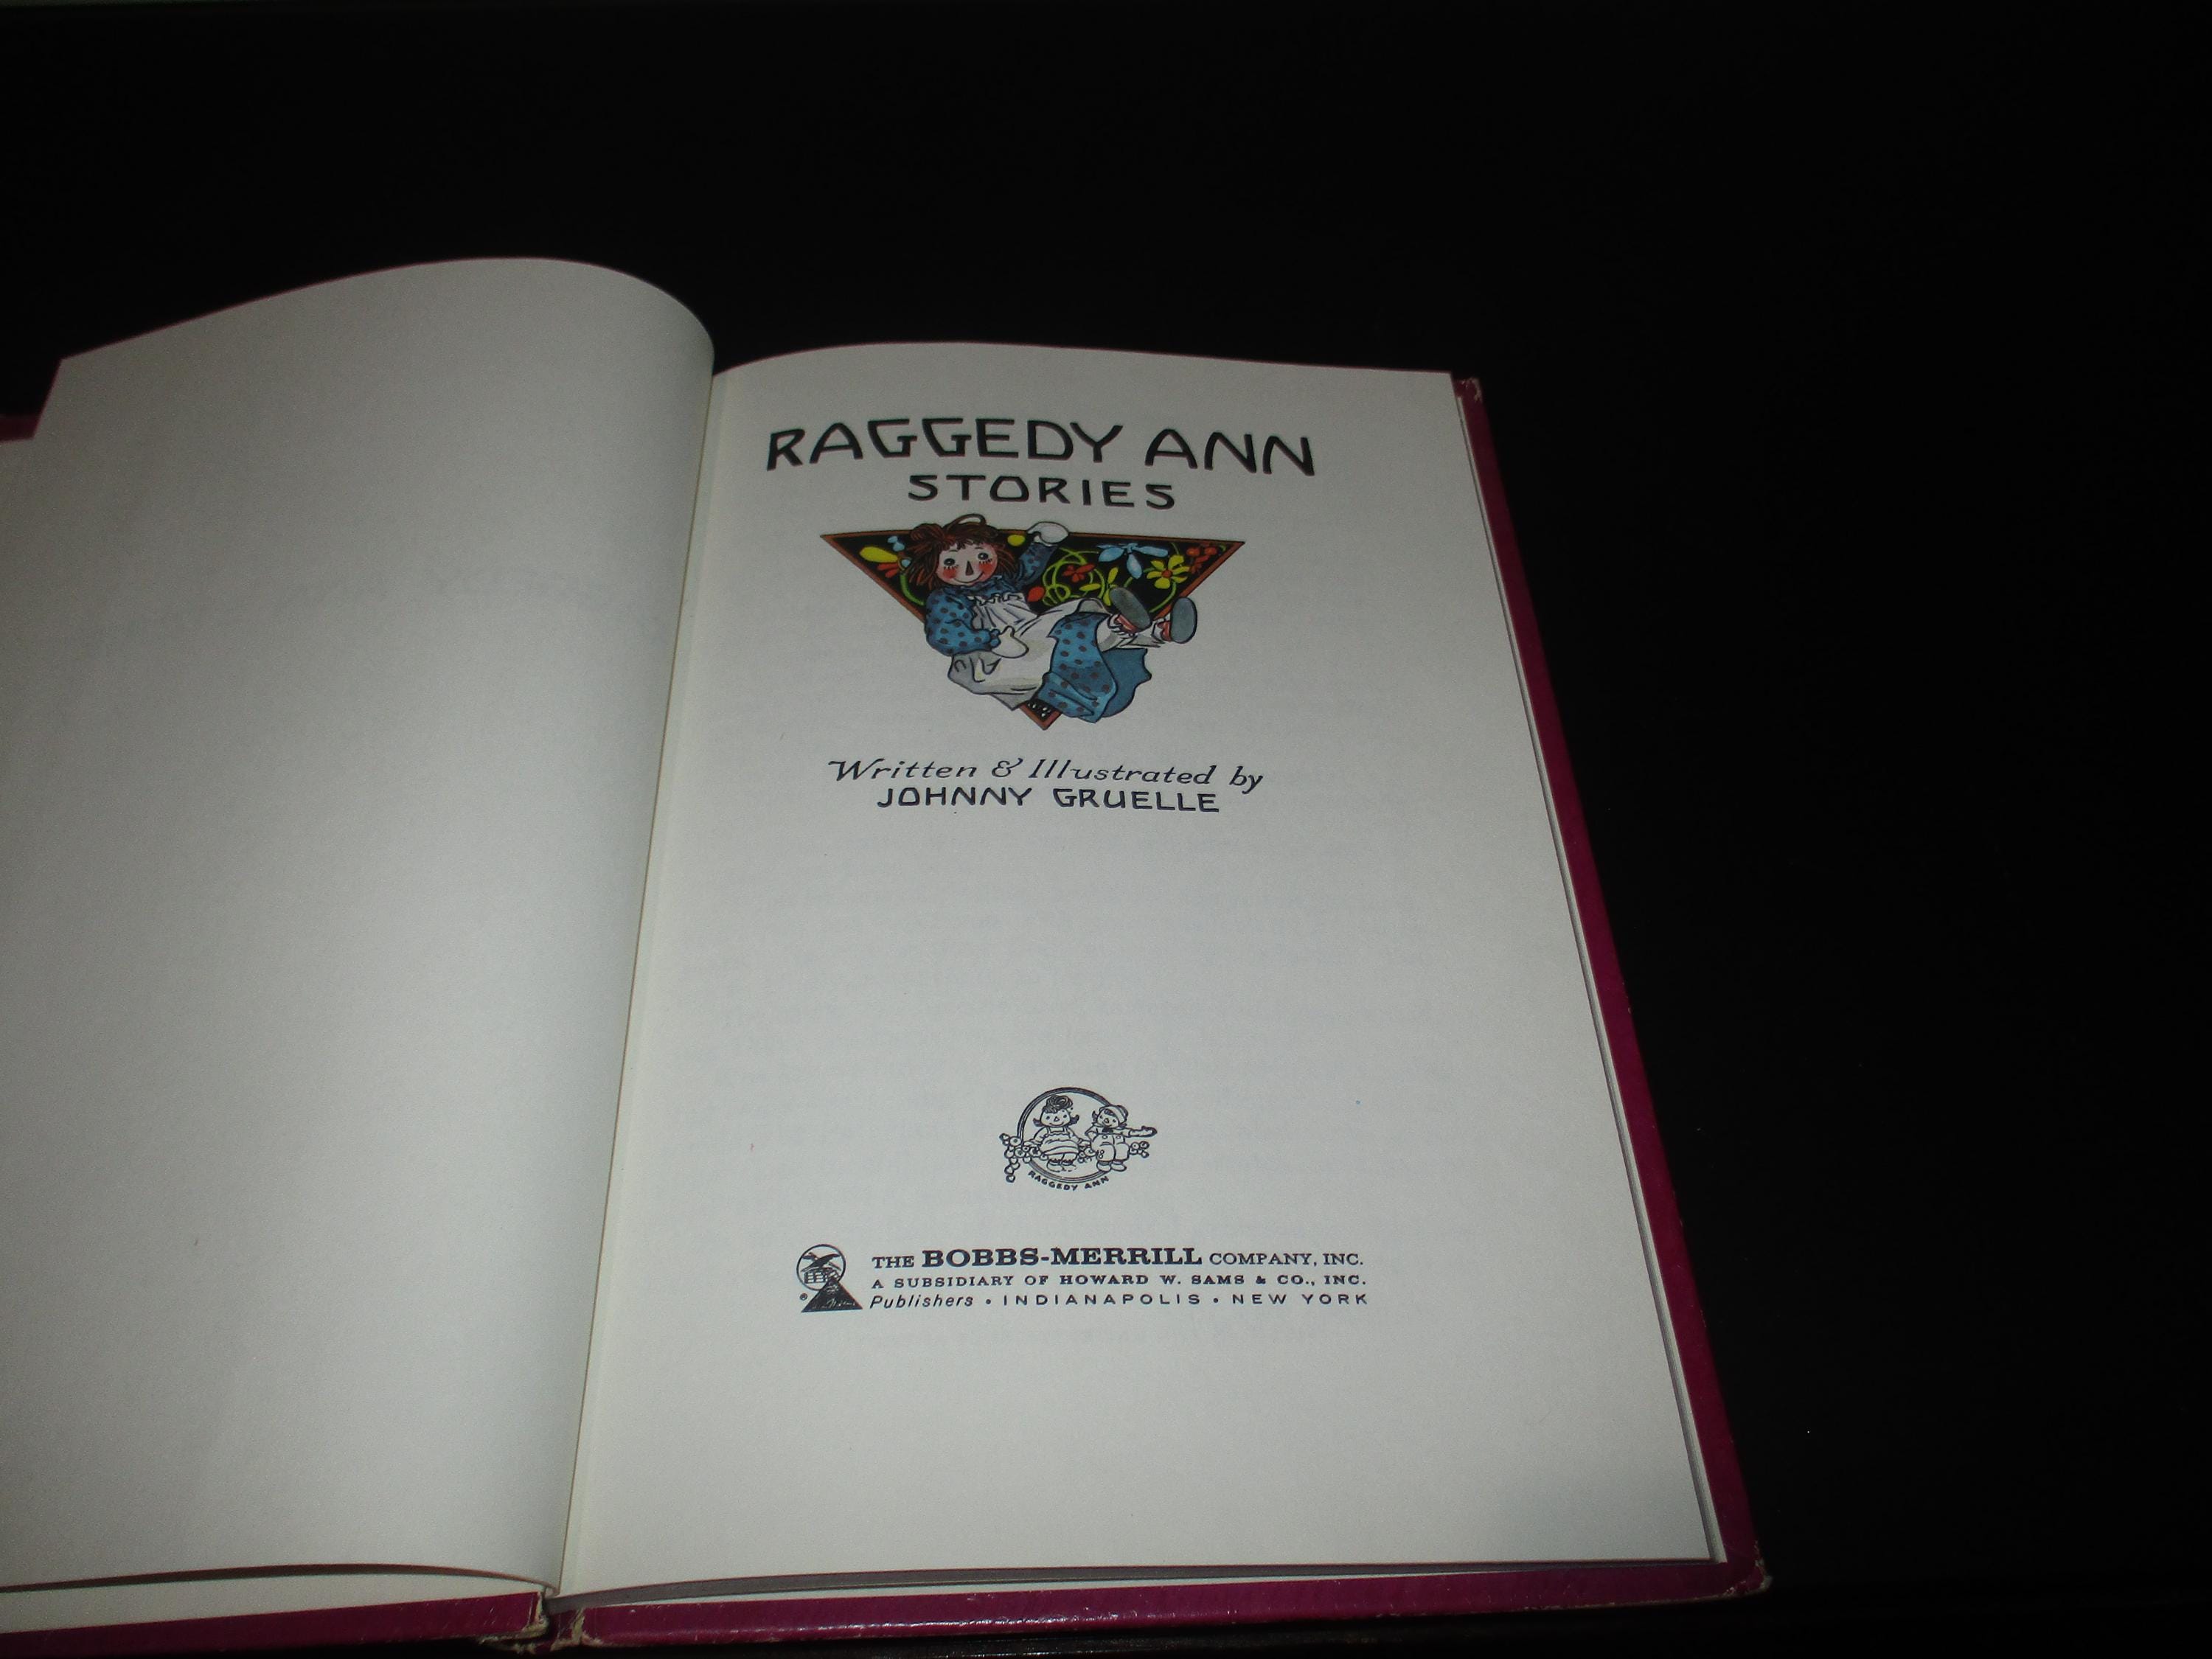 RAGGEDY ANN
STORIES
Written & Illustrated by
JOHNNY GRUELLE
RAGGEDY ANN
THE BOBBS-MERRILL COMPANY, INC.
A SUBSIDIARY OF HOWARD W. SAMS & CO., INC.
® Publishers • INDIANAPOLIS • NEW YORK